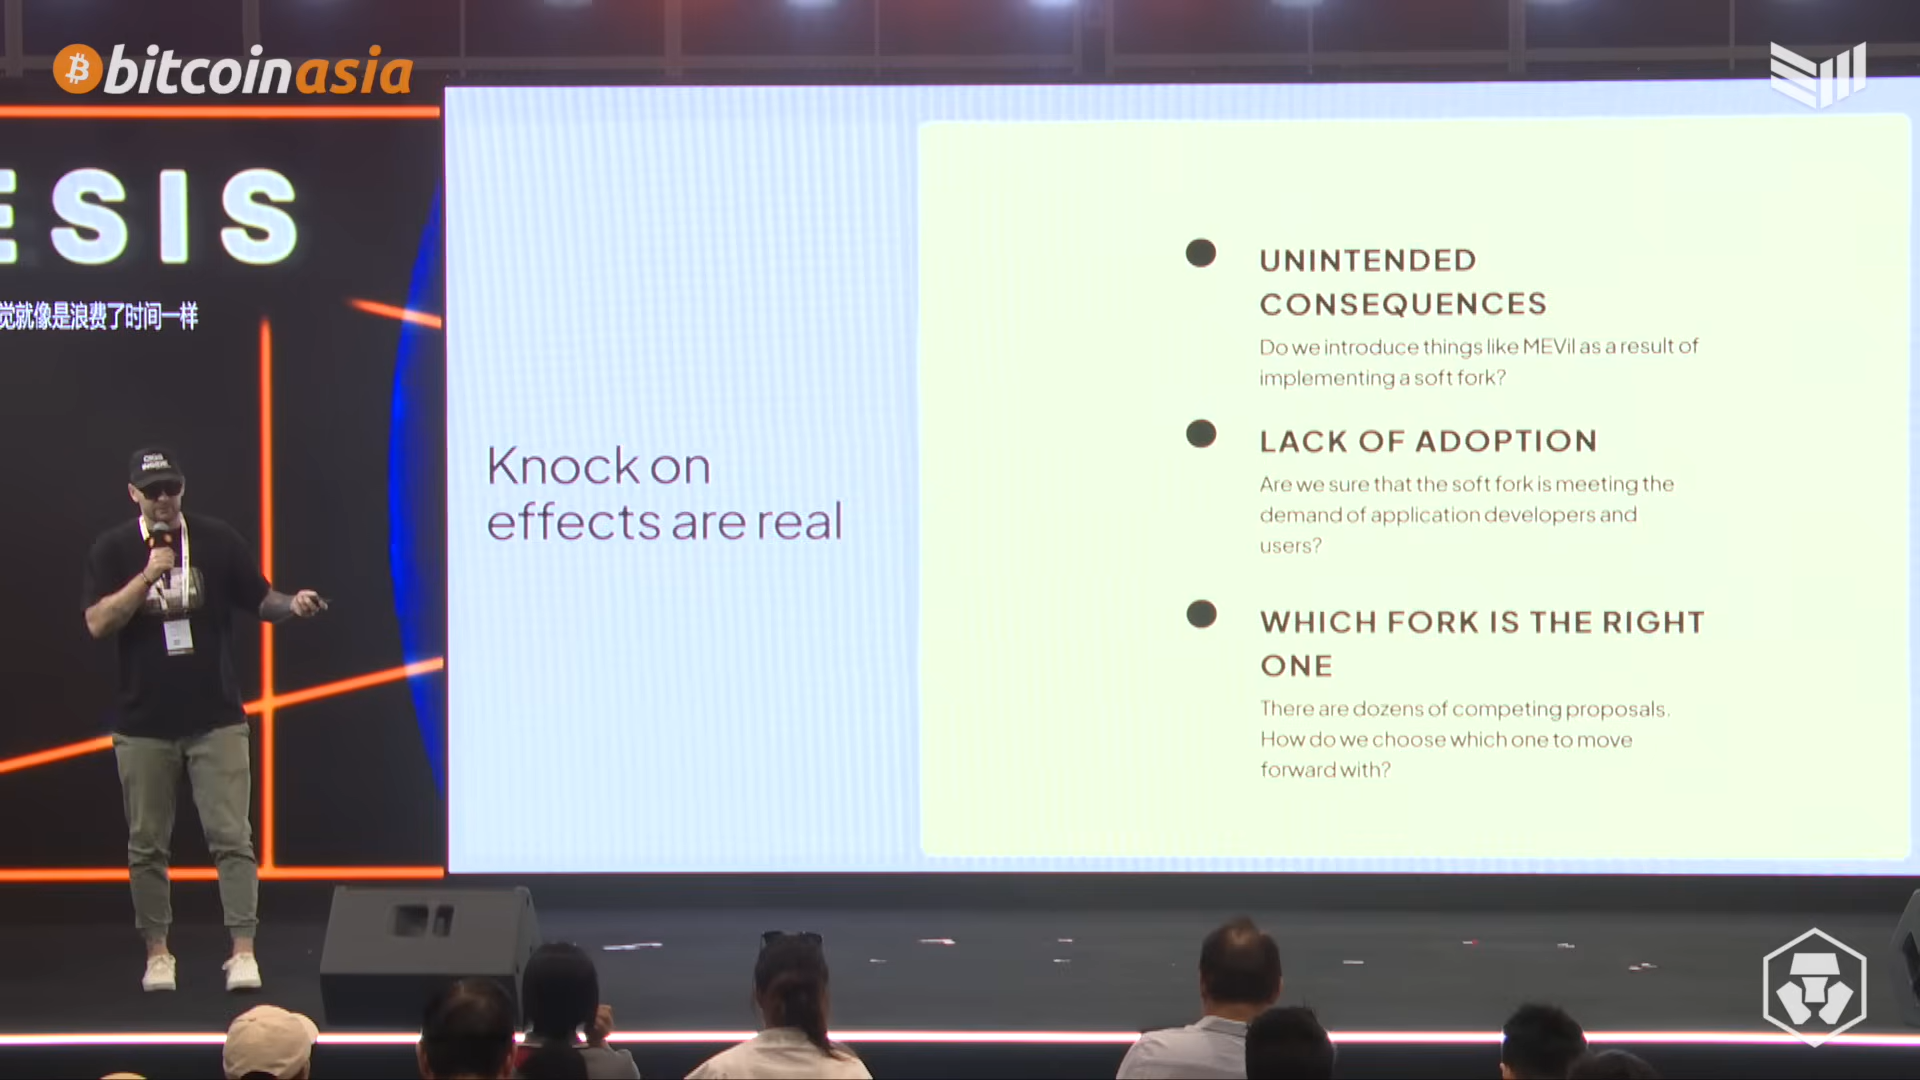 bitcoinasia
ESIS
觉就像是浪费了时间一样
Knock on
effects are real
UNINTENDED
CONSEQUENCES
Do we introduce things like MEVil as a result of
implementing a soft fork?
LACK OF ADOPTION
Are we sure that the soft fork is meeting the
demand of application developers and
users?
WHICH FORK IS THE RIGHT
ONE
There are dozens of competing proposals.
How do we choose which one to move
forward with?